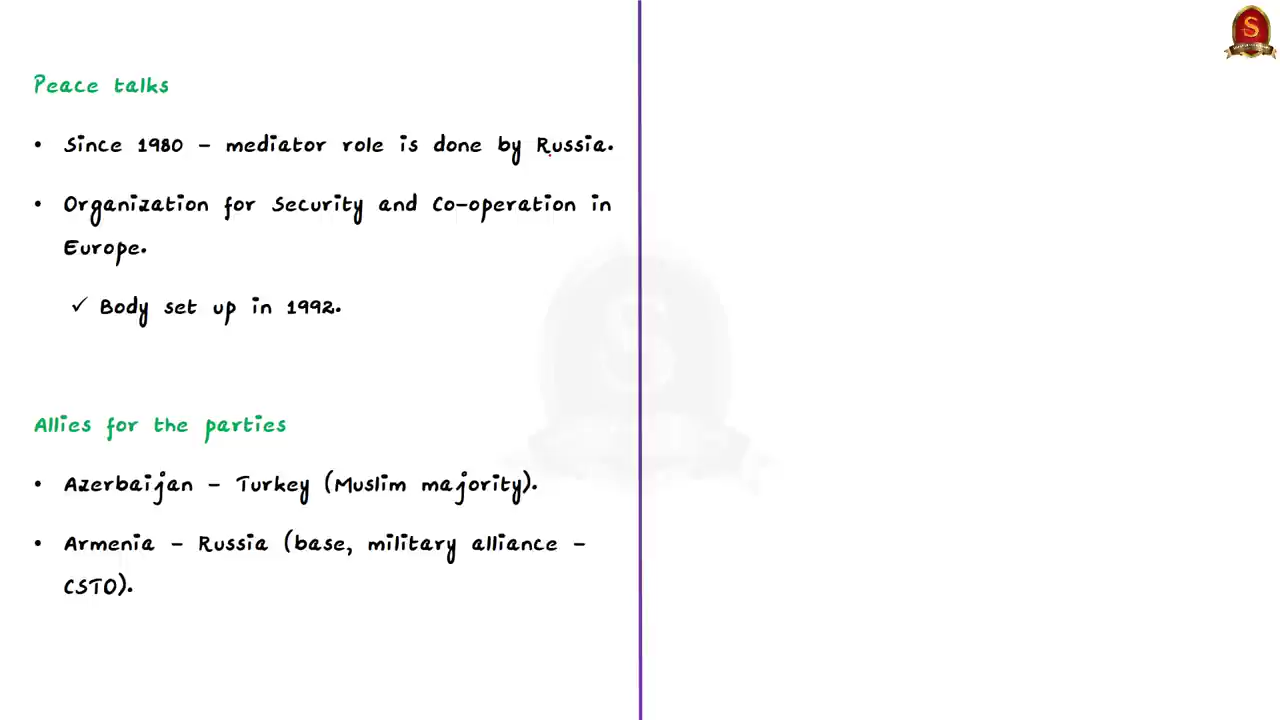 Peace talks
• Since 1980 – mediator role is done by Russia.
• Organization for Security and Co-operation in
Europe.
✓ Body set up in 1992.
Allies for the parties
• Azerbaijan – Turkey (Muslim majority).
• Armenia – Russia (base, military alliance –
CSTO).
S